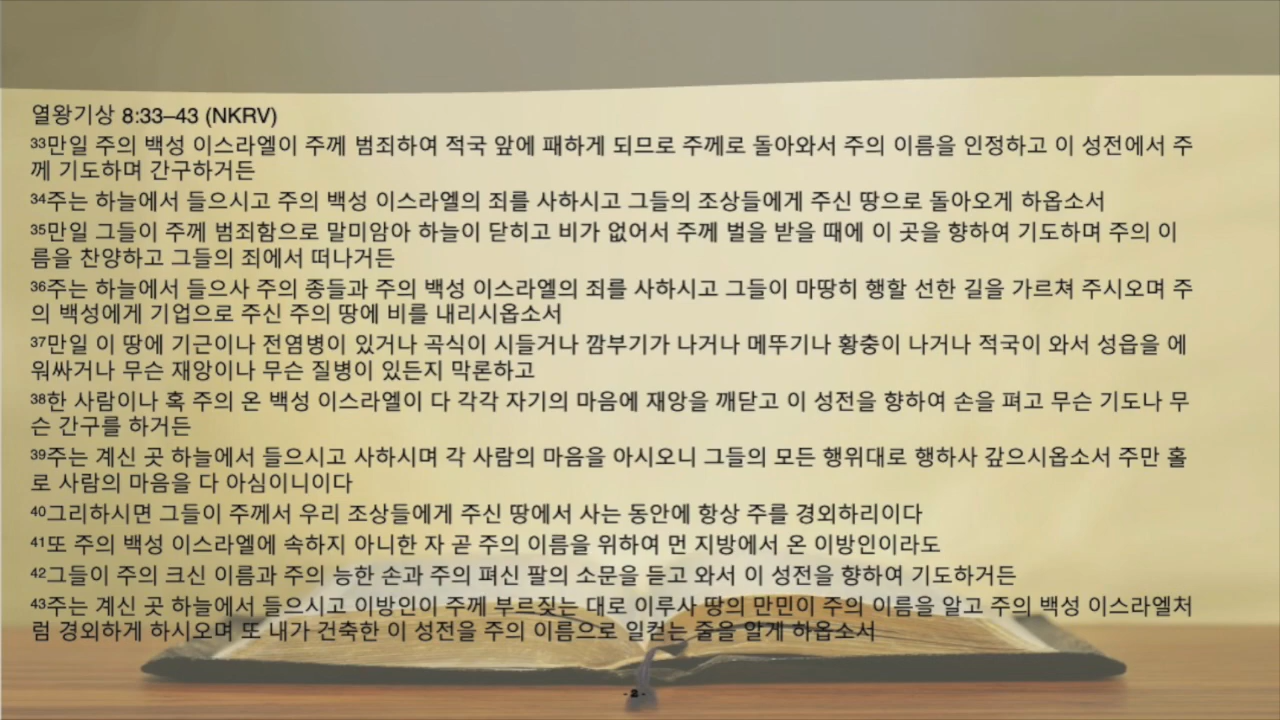 열왕기상 8:33–43 (NKRV)
³³만일 주의 백성 이스라엘이 주께 범죄하여 적국 앞에 패하게 되므로 주께로 돌아와서 주의 이름을 인정하고 이 성전에서 주
께 기도하며 간구하거든
³⁴주는 하늘에서 들으시고 주의 백성 이스라엘의 죄를 사하시고 그들의 조상들에게 주신 땅으로 돌아오게 하옵소서
³⁵만일 그들이 주께 범죄함으로 말미암아 하늘이 닫히고 비가 없어서 주께 벌을 받을 때에 이 곳을 향하여 기도하며 주의 이
름을 찬양하고 그들의 죄에서 떠나거든
³⁶주는 하늘에서 들으사 주의 종들과 주의 백성 이스라엘의 죄를 사하시고 그들이 마땅히 행할 선한 길을 가르쳐 주시오며 주
의 백성에게 기업으로 주신 주의 땅에 비를 내리시옵소서
³⁷만일 이 땅에 기근이나 전염병이 있거나 곡식이 시들거나 깜부기가 나거나 메뚜기나 황충이 나거나 적국이 와서 성읍을 에
워싸거나 무슨 재앙이나 무슨 질병이 있든지 막론하고
³⁸한 사람이나 혹 주의 온 백성 이스라엘이 다 각각 자기의 마음에 재앙을 깨닫고 이 성전을 향하여 손을 펴고 무슨 기도나 무
슨 간구를 하거든
³⁹주는 계신 곳 하늘에서 들으시고 사하시며 각 사람의 마음을 아시오니 그들의 모든 행위대로 행하사 갚으시옵소서 주만 홀
로 사람의 마음을 다 아심이니이다
⁴⁰그리하시면 그들이 주께서 우리 조상들에게 주신 땅에서 사는 동안에 항상 주를 경외하리이다
⁴¹또 주의 백성 이스라엘에 속하지 아니한 자 곧 주의 이름을 위하여 먼 지방에서 온 이방인이라도
⁴²그들이 주의 크신 이름과 주의 능한 손과 주의 펴신 팔의 소문을 듣고 와서 이 성전을 향하여 기도하거든
⁴³주는 계신 곳 하늘에서 들으시고 이방인이 주께 부르짖는 대로 이루사 땅의 만민이 주의 이름을 알고 주의 백성 이스라엘처
럼 경외하게 하시오며 또 내가 건축한 이 성전을 주의 이름으로 일컫는 줄을 알게 하옵소서
- 2 -